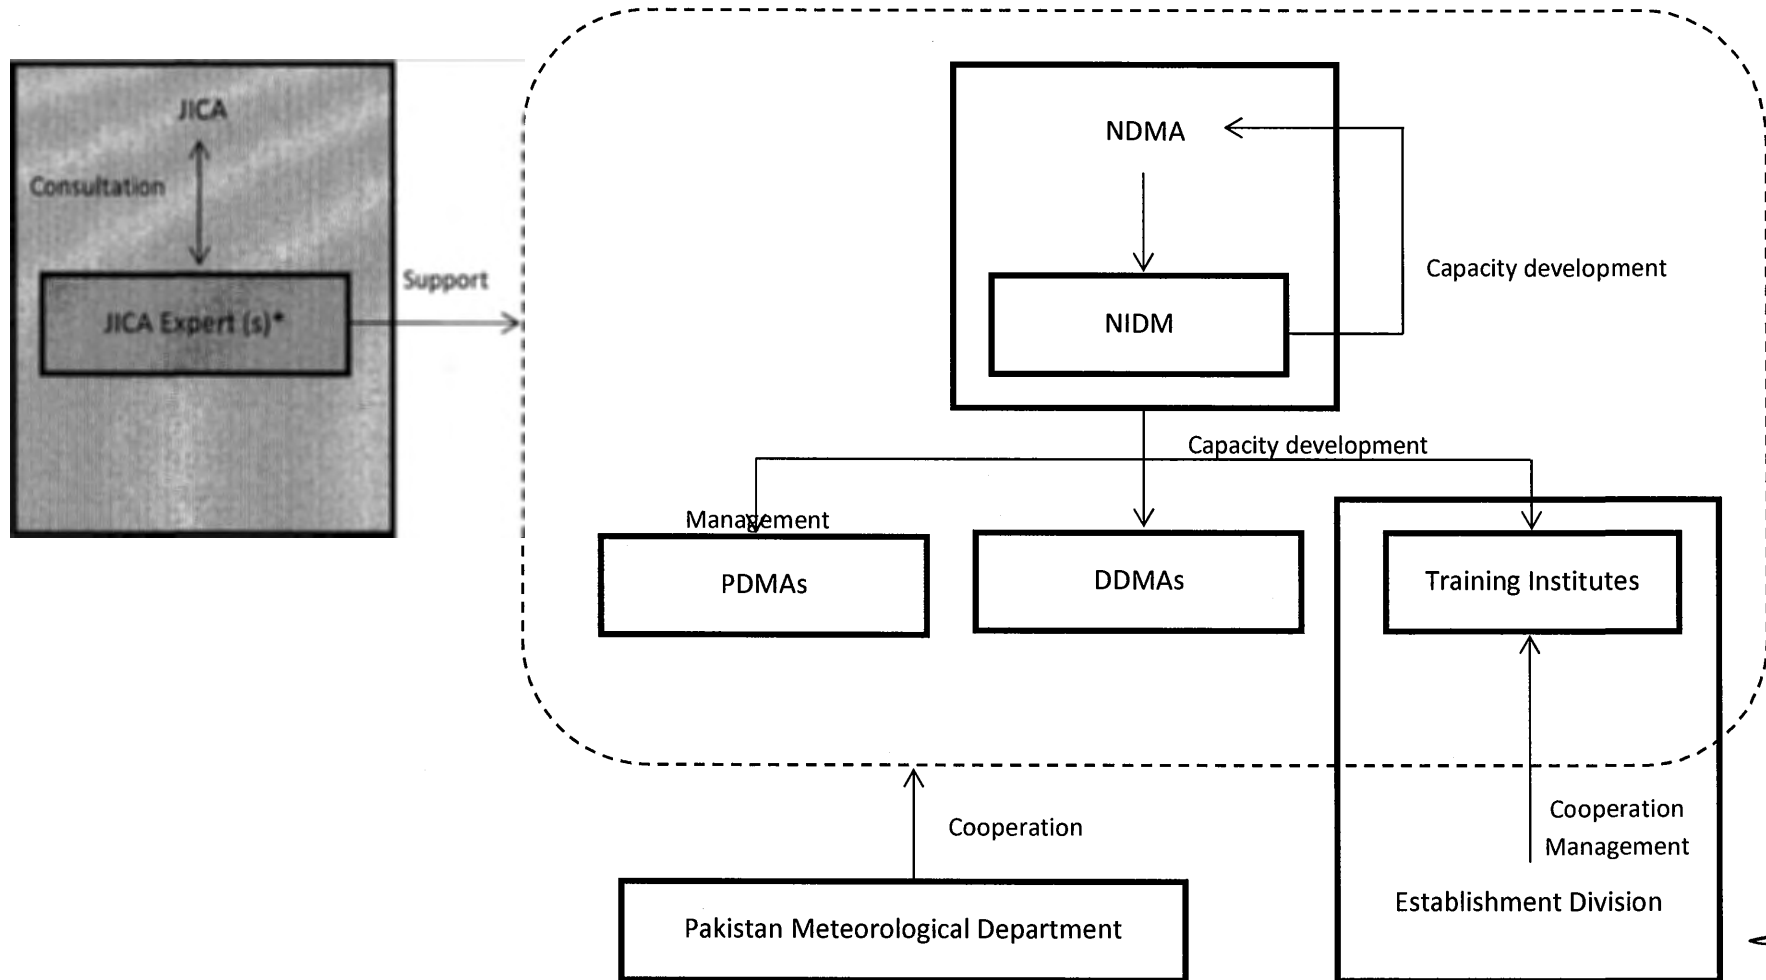 JICA
Consultation
JICA Expert (s)*
Support
NDMA
NIDM
Capacity development
Capacity development
Management
PDMAs
DDMAs
Training Institutes
Cooperation
Cooperation
Management
Establishment Division
Pakistan Meteorological Department